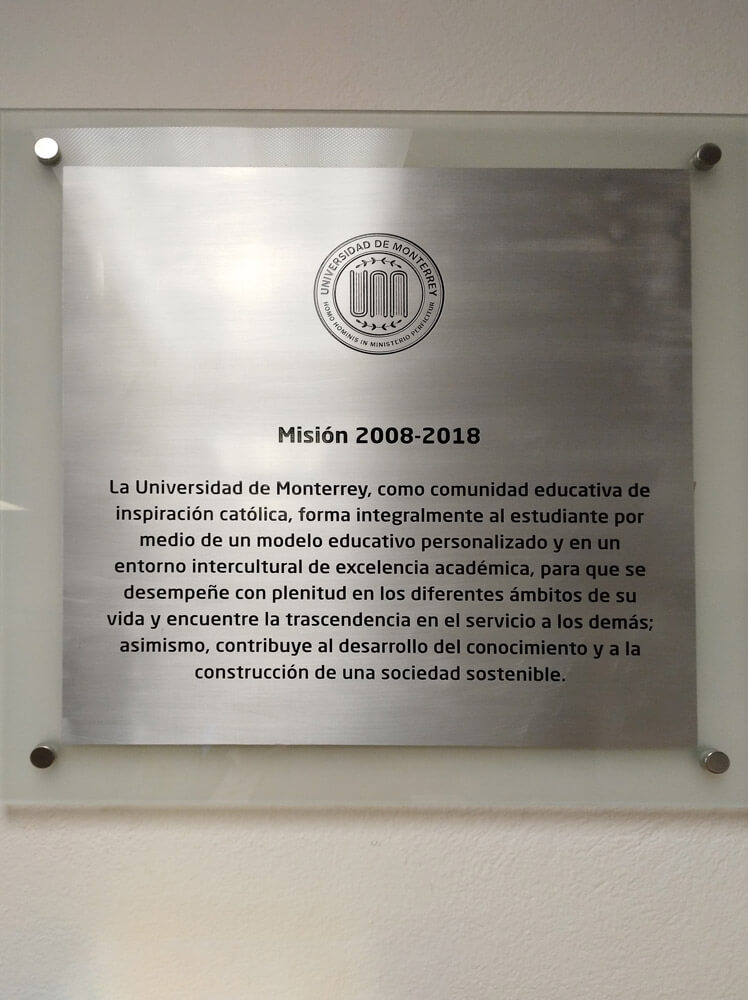 UNIVERSIDAD DE MONTERREY
HOMO HOMINIS IN MINISTERIO PERFICITUR
Misión 2008-2018
La Universidad de Monterrey, como comunidad educativa de
inspiración católica, forma integralmente al estudiante por
medio de un modelo educativo personalizado y en un
entorno intercultural de excelencia académica, para que se
desempeñe con plenitud en los diferentes ámbitos de su
vida y encuentre la trascendencia en el servicio a los demás;
asimismo, contribuye al desarrollo del conocimiento y a la
construcción de una sociedad sostenible.